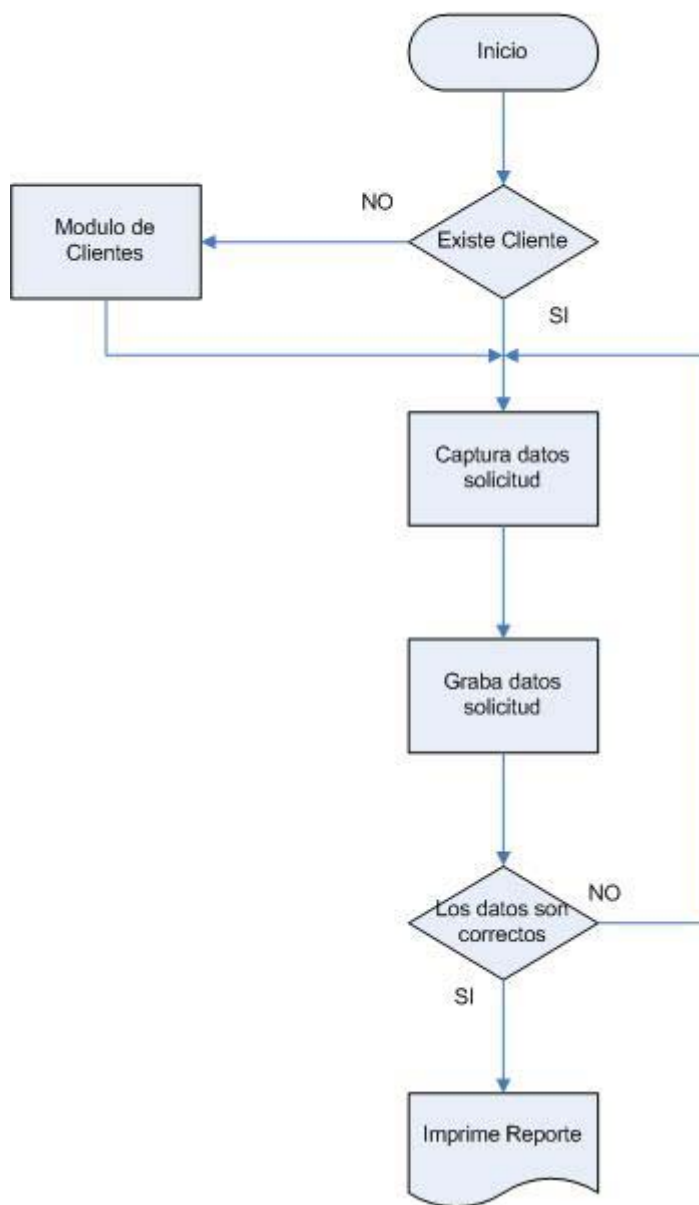 Inicio
NO
Modulo de
Clientes
Existe Cliente
SI
Captura datos
solicitud
Graba datos
solicitud
Los datos son
correctos
NO
SI
Imprime Reporte